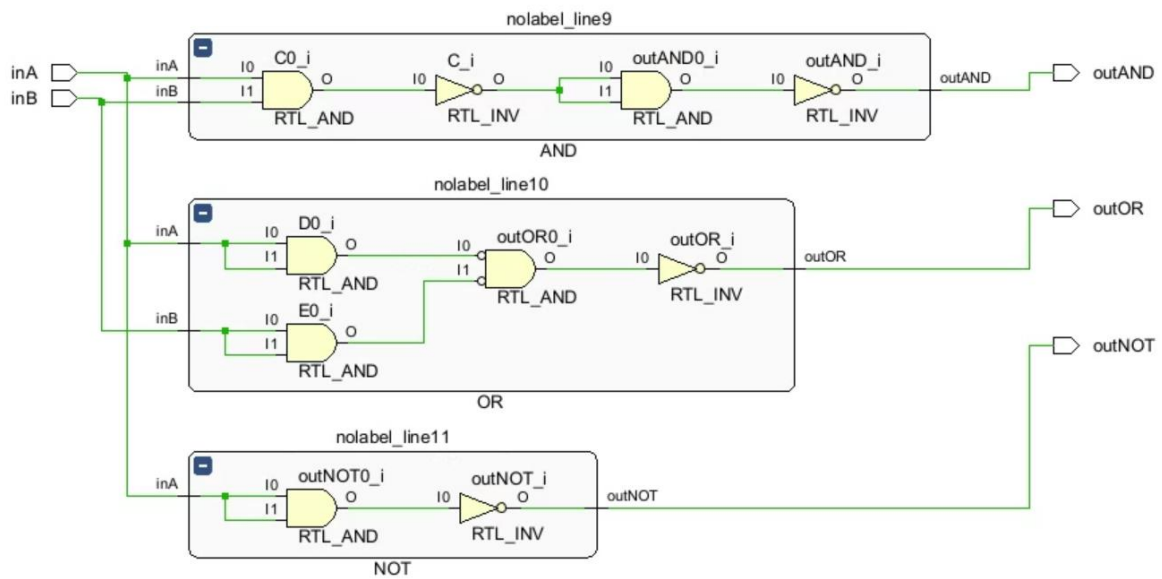 nolabel_line9
inA
inB
inA
inB
I0
I1
C0_i
O
RTL_AND
I0
C_i
O
RTL_INV
I0
I1
outAND0_i
O
RTL_AND
I0
outAND_i
O
RTL_INV
outAND
outAND
AND
nolabel_line10
inA
I0
I1
D0_i
O
RTL_AND
inB
I0
I1
E0_i
O
RTL_AND
I0
I1
outOR0_i
O
RTL_AND
I0
outOR_i
O
RTL_INV
outOR
outOR
OR
nolabel_line11
inA
I0
I1
outNOT0_i
O
RTL_AND
I0
outNOT_i
O
RTL_INV
outNOT
outNOT
NOT